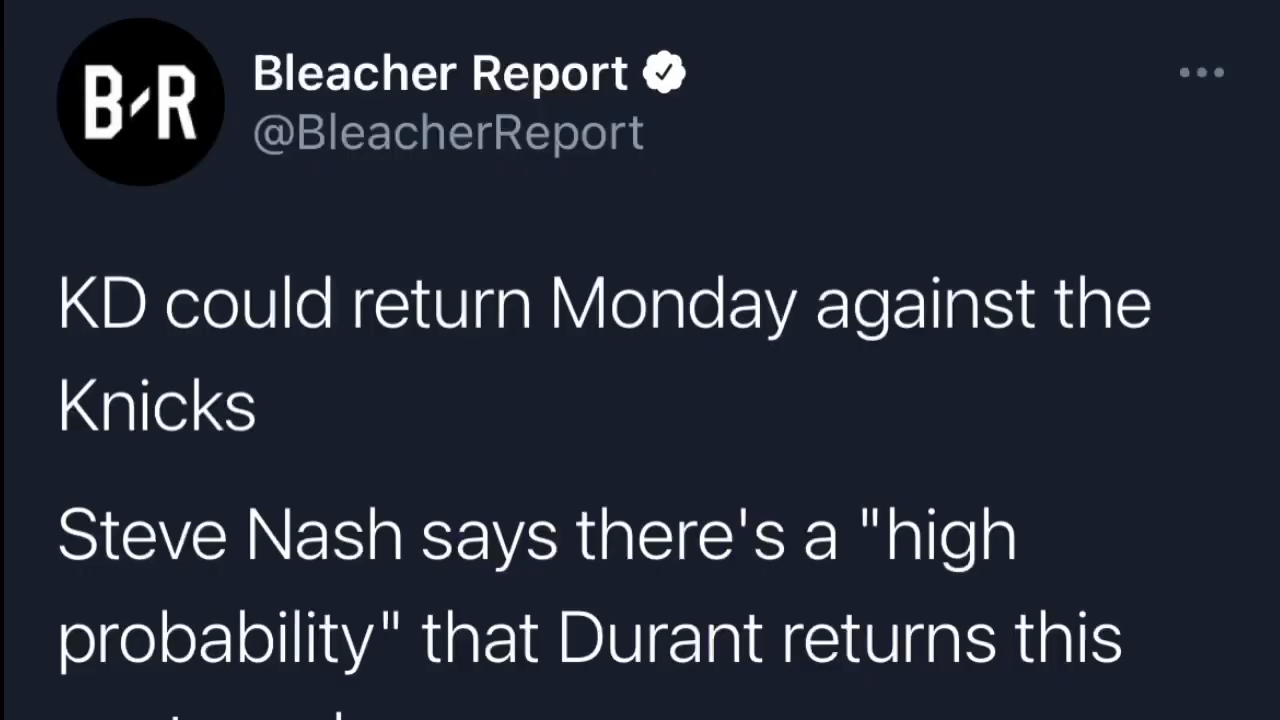 B/R
Bleacher Report
@BleacherReport
KD could return Monday against the
Knicks
Steve Nash says there's a "high
probability" that Durant returns this